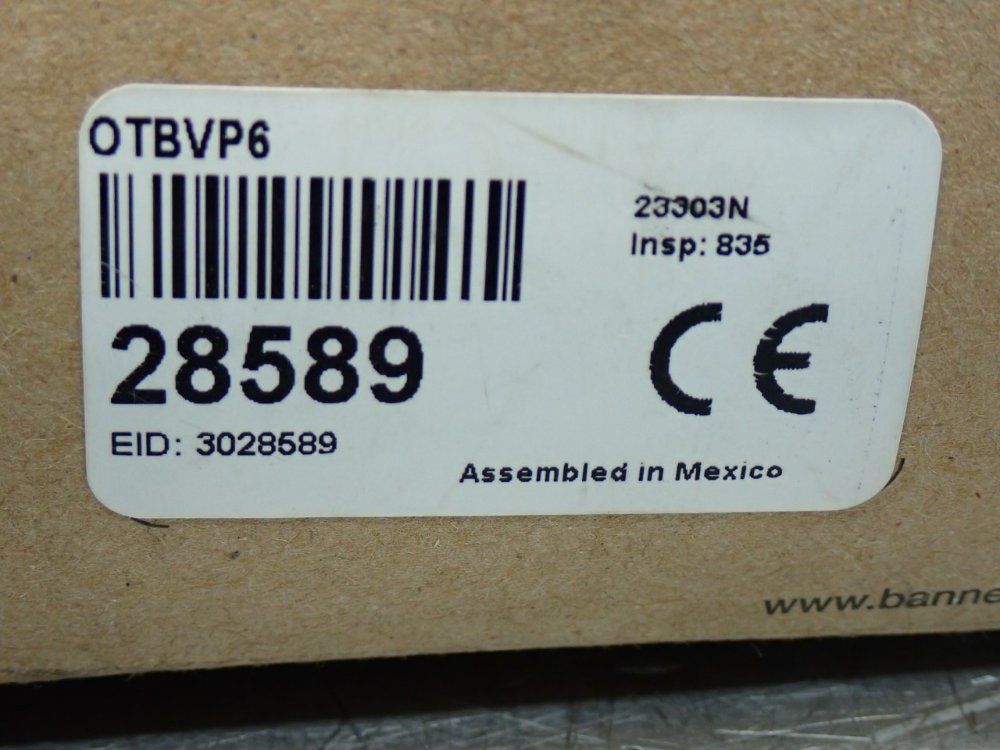 OTBVP6
23303N
Insp: 835
28589
CE
EID: 3028589
Assembled in Mexico
www.banne